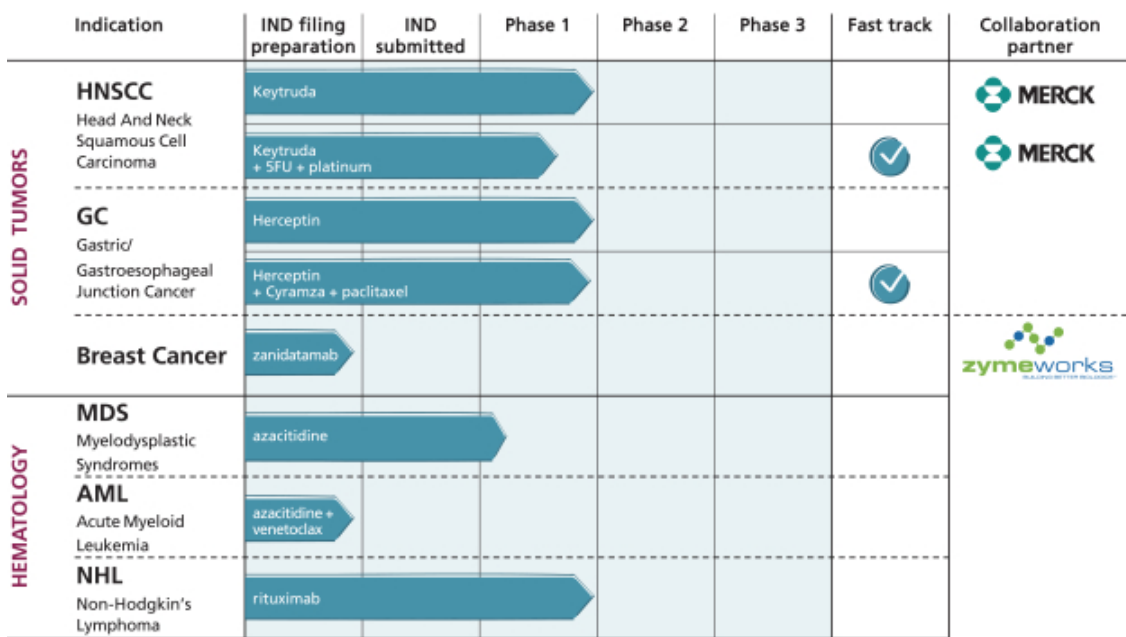 Indication
IND filing
preparation
IND
submitted
Phase 1
Phase 2
Phase 3
Fast track
Collaboration
partner
SOLID TUMORS
HNSCC
Head And Neck
Squamous Cell
Carcinoma
Keytruda
MERCK
Keytruda
+ 5FU + platinum
MERCK
GC
Gastric/
Gastroesophageal
Junction Cancer
Herceptin
Herceptin
+ Cyramza + paclitaxel
Breast Cancer
zanidatamab
zymeworks
BUILDING BETTER BIOLOGICS™
HEMATOLOGY
MDS
Myelodysplastic
Syndromes
azacitidine
AML
Acute Myeloid
Leukemia
azacitidine +
venetoclax
NHL
Non-Hodgkin's
Lymphoma
rituximab